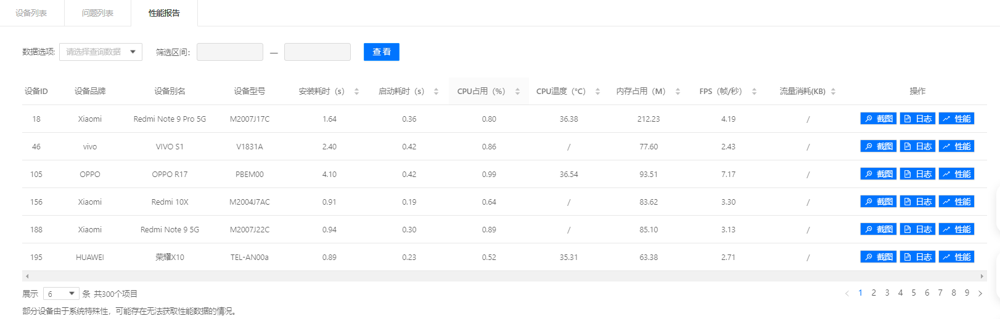 设备列表 问题列表 性能报告
数据选项: 请选择查询数据 筛选区间： — 查看
设备ID 设备品牌 设备别名 设备型号 安装耗时（s） 启动耗时（s） CPU占用（%） CPU温度（°C） 内存占用（M） FPS（帧/秒） 流量消耗(KB) 操作
18 Xiaomi Redmi Note 9 Pro 5G M2007J17C 1.64 0.36 0.80 36.38 212.23 4.19 / 截图 日志 性能
46 vivo VIVO S1 V1831A 2.40 0.42 0.86 / 77.60 2.43 / 截图 日志 性能
105 OPPO OPPO R17 PBEM00 4.10 0.42 0.99 36.54 93.51 7.17 / 截图 日志 性能
156 Xiaomi Redmi 10X M2004J7AC 0.91 0.19 0.64 / 83.62 3.30 / 截图 日志 性能
188 Xiaomi Redmi Note 9 5G M2007J22C 0.94 0.30 0.89 / 85.10 3.13 / 截图 日志 性能
195 HUAWEI 荣耀X10 TEL-AN00a 0.89 0.23 0.52 35.31 63.38 2.71 / 截图 日志 性能
展示 6 条 共300个项目 < 1 2 3 4 5 6 7 8 9 >
部分设备由于系统特殊性，可能存在无法获取性能数据的情况。